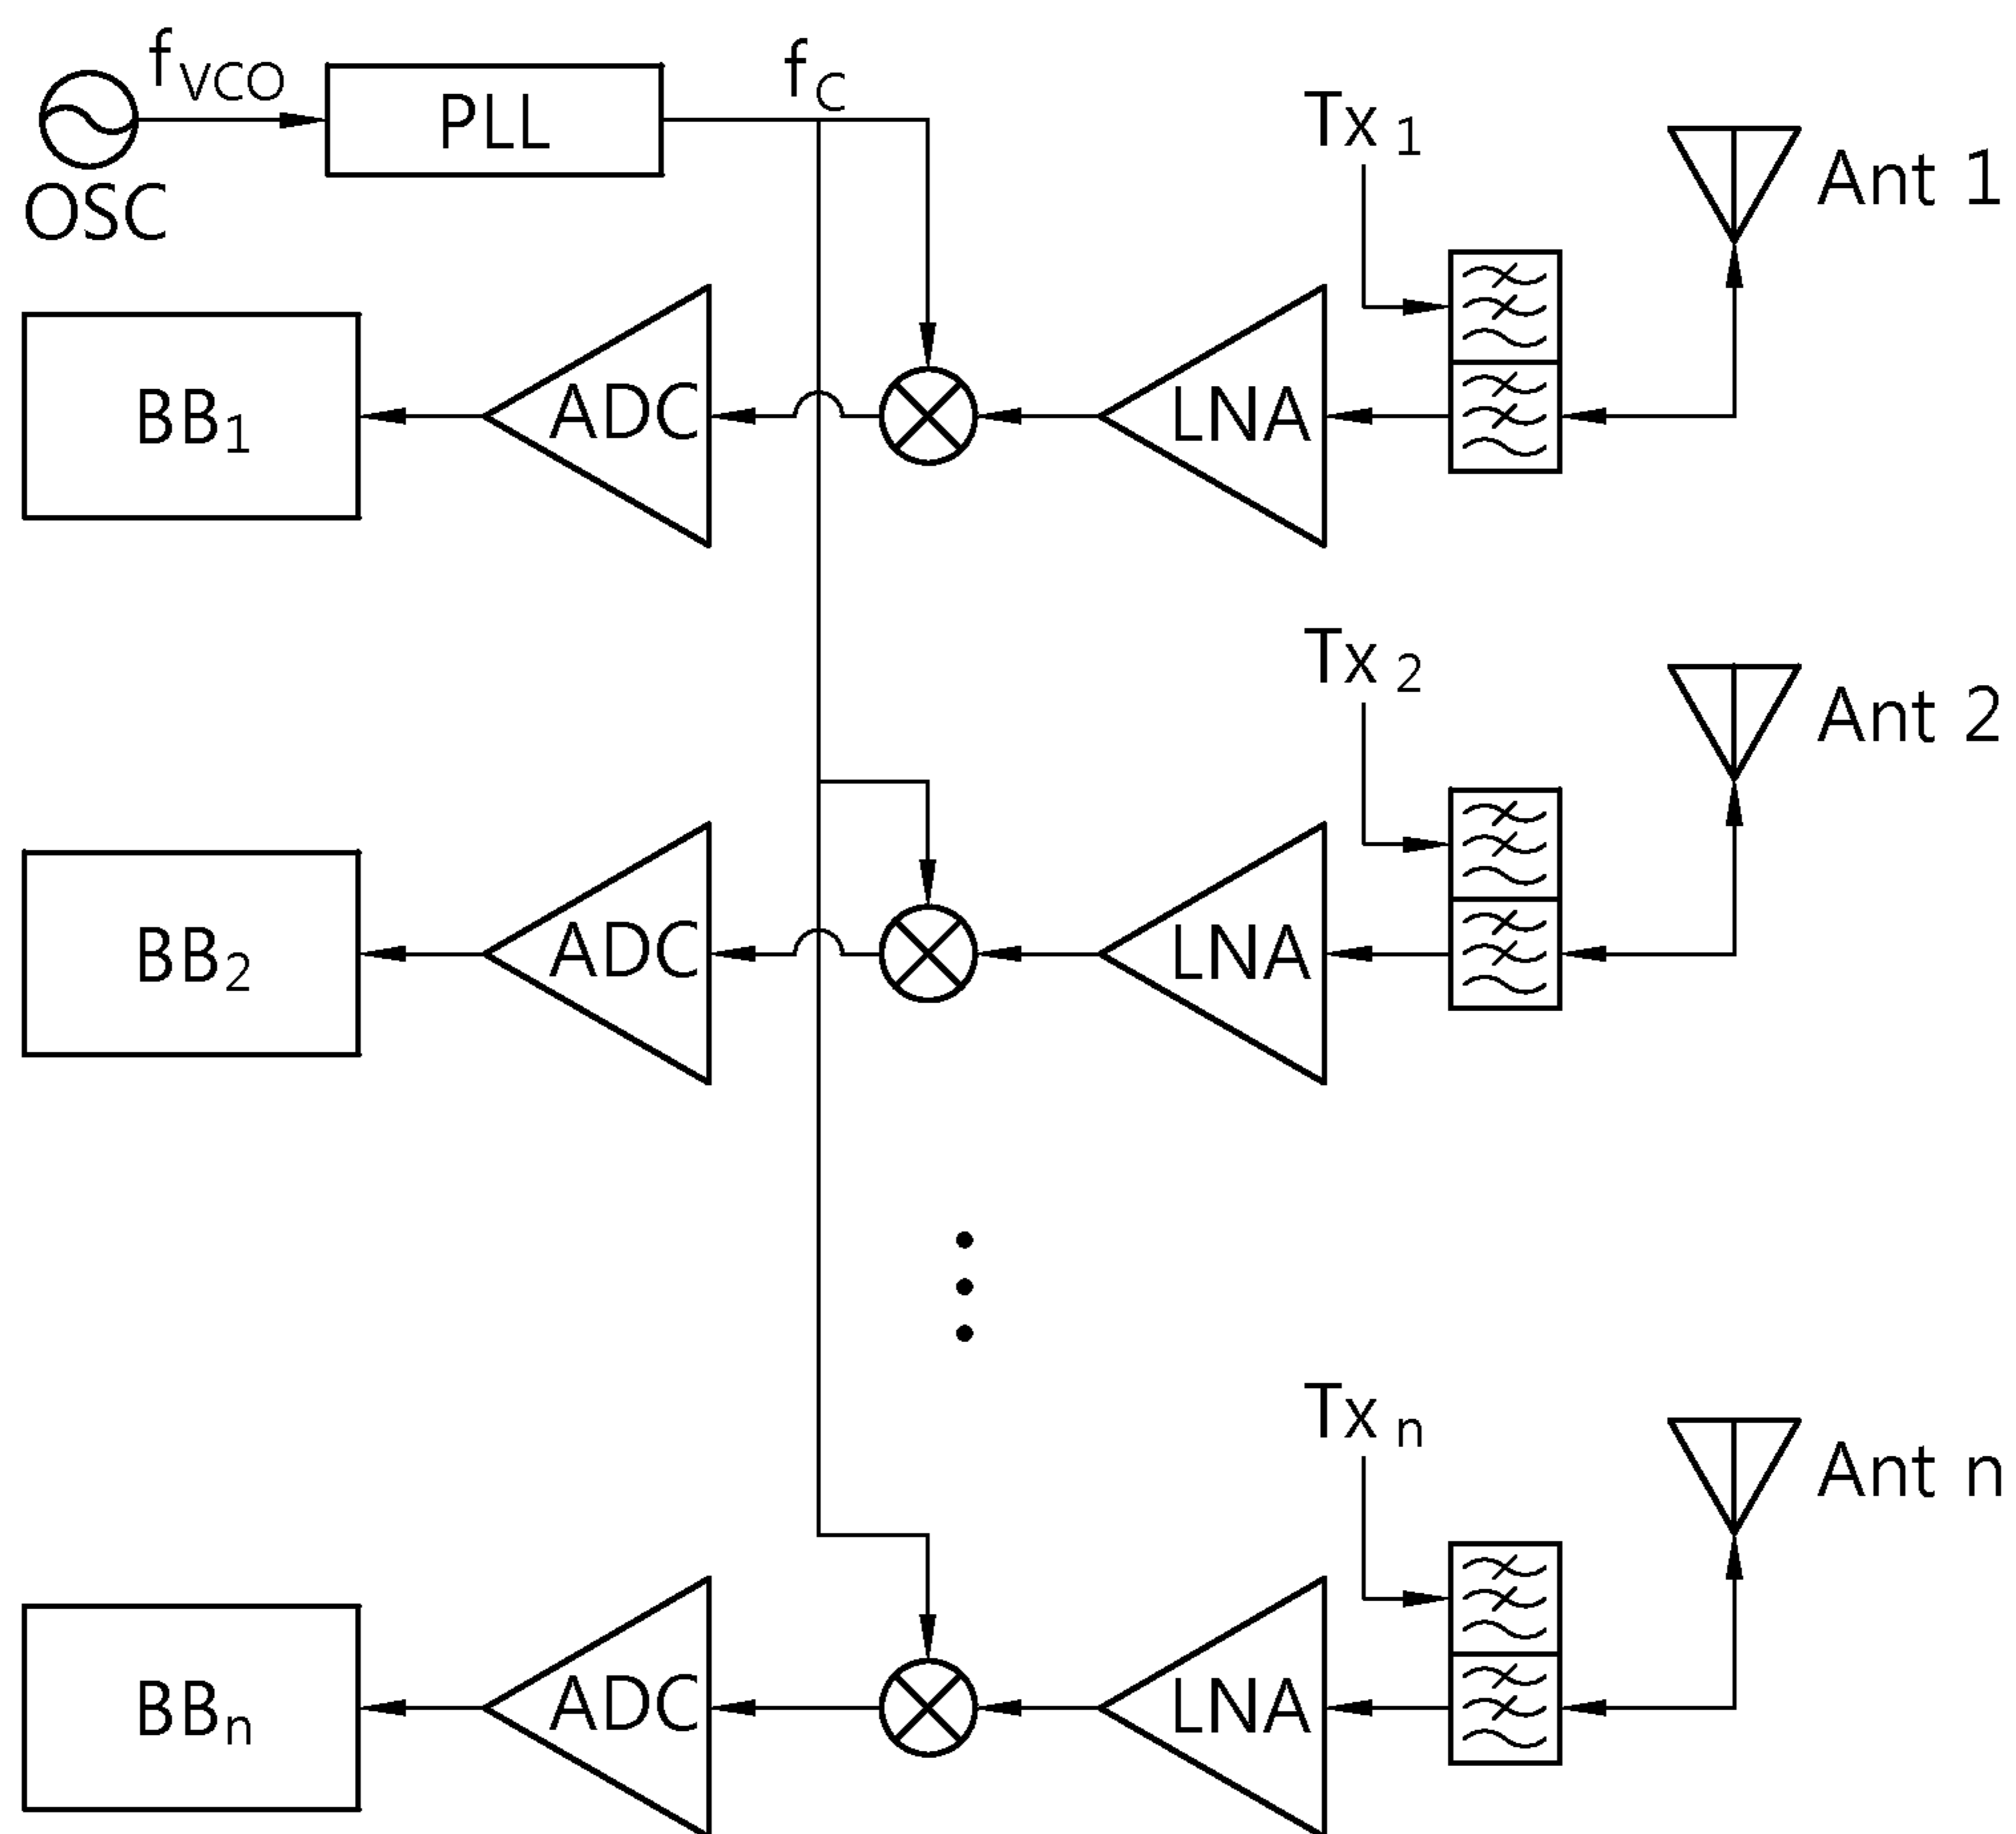 fVCO
PLL
fC
OSC
Tx 1
Ant 1
BB1
ADC
LNA
Tx 2
Ant 2
BB2
ADC
LNA
Tx n
Ant n
BBn
ADC
LNA